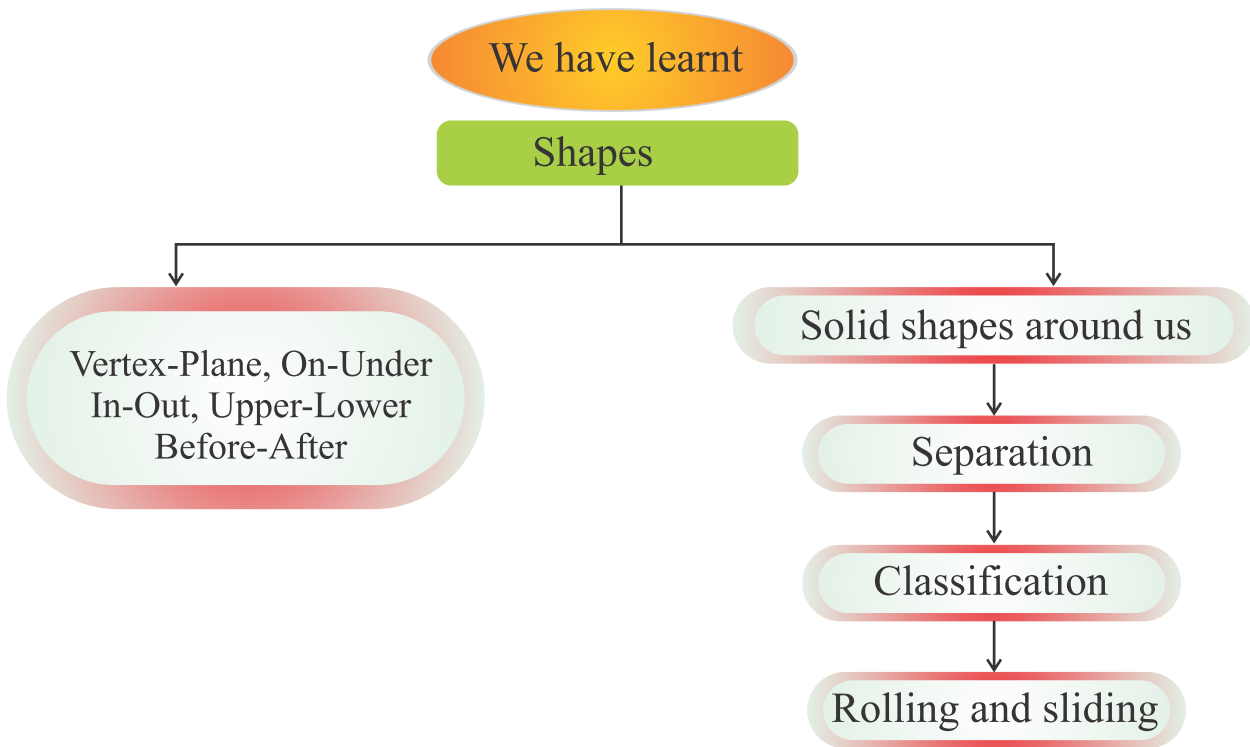 We have learnt
Shapes
Vertex-Plane, On-Under
In-Out, Upper-Lower
Before-After
Solid shapes around us
Separation
Classification
Rolling and sliding